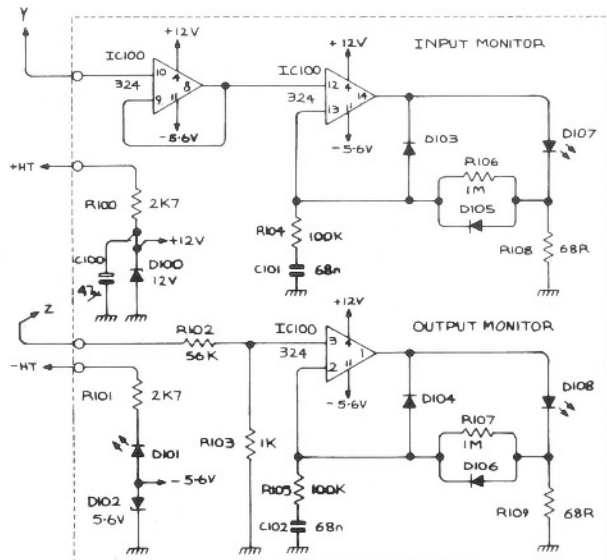 Y
+12V
+12V
INPUT MONITOR
IC100
10
4
8
324
9
11
-5.6V
IC100
12
4
14
324
13
11
-5.6V
D103
D107
R106
1M
D105
+HT
R100
2K7
+12V
C100
47µ
D100
12V
R104
100K
C101
68n
R108
68R
Z
+12V
OUTPUT MONITOR
R102
56K
IC100
3
4
1
324
2
11
-5.6V
-HT
R101
2K7
D101
-5.6V
D102
5.6V
R103
1K
D104
D108
R107
1M
D106
R105
100K
C102
68n
R109
68R